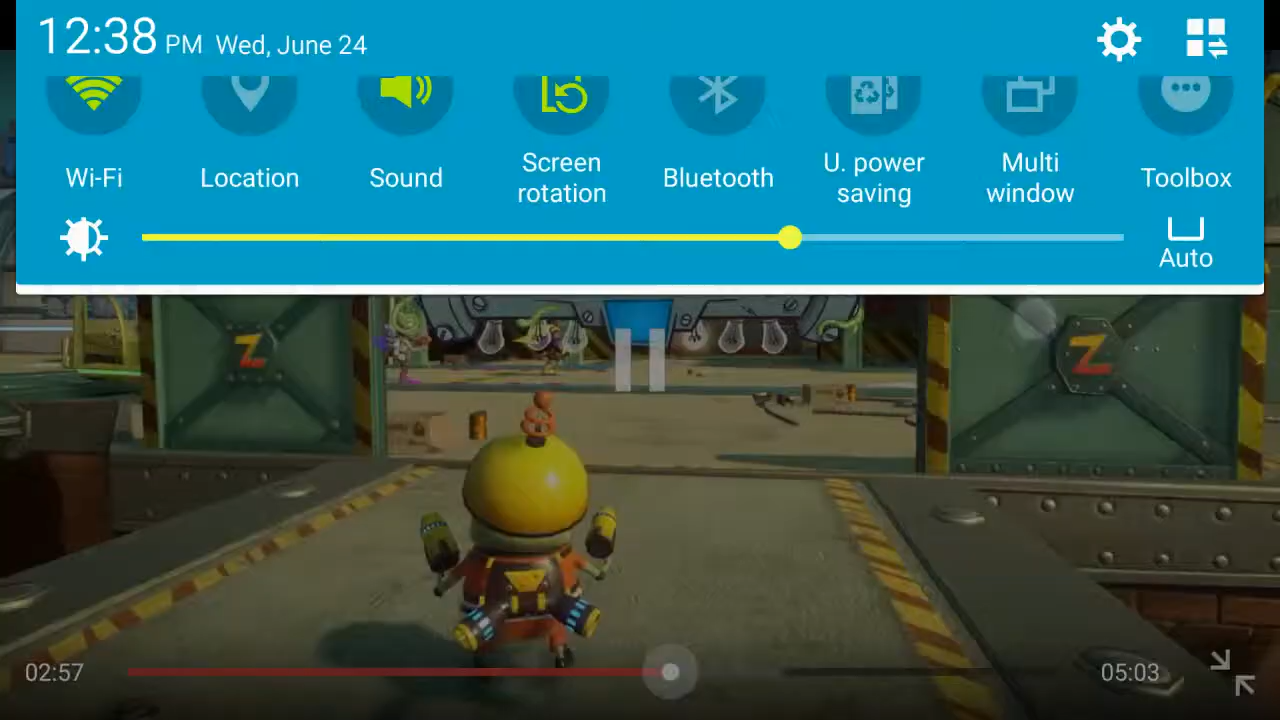 12:38 PM Wed, June 24
Wi-Fi
Location
Sound
Screen
rotation
Bluetooth
U. power
saving
Multi
window
Toolbox
Auto
Z
Z
02:57
05:03